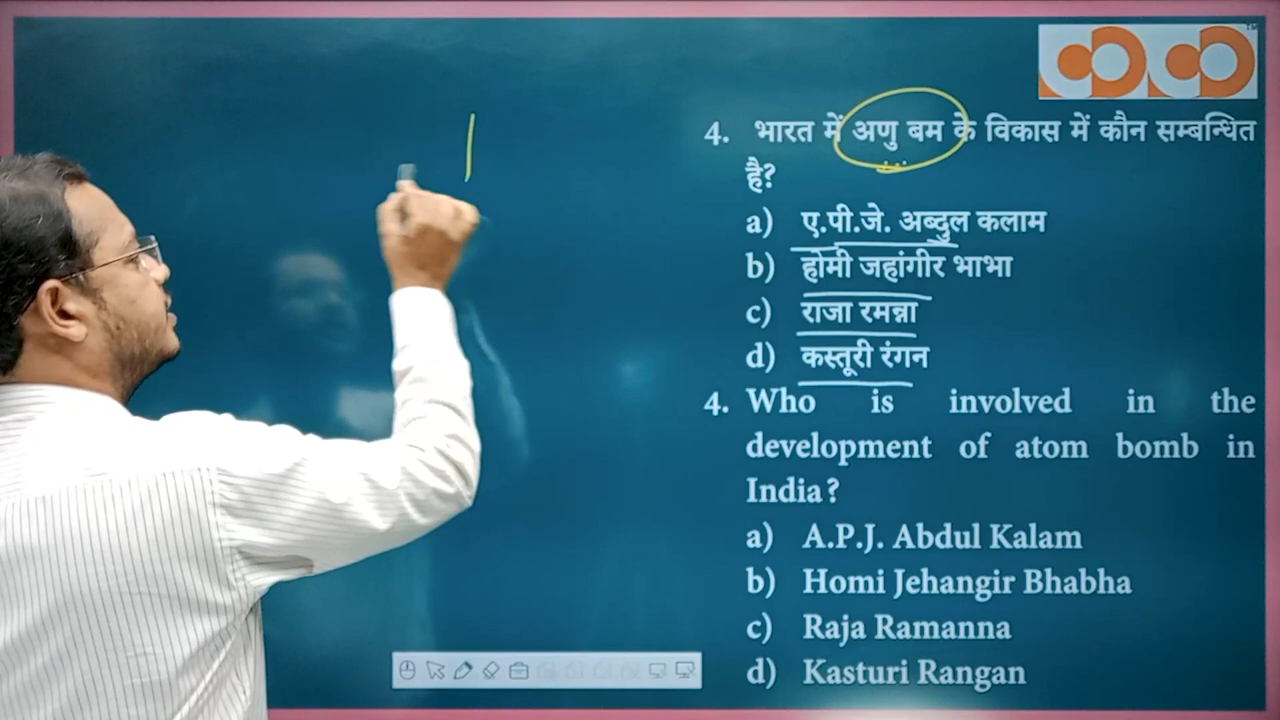 4. भारत में अणु बम के विकास में कौन सम्बन्धित
है?
a) ए.पी.जे. अब्दुल कलाम
b) होमी जहांगीर भाभा
c) राजा रमन्ना
d) कस्तूरी रंगन
4. Who is involved in the
development of atom bomb in
India?
a) A.P.J. Abdul Kalam
b) Homi Jehangir Bhabha
c) Raja Ramanna
d) Kasturi Rangan